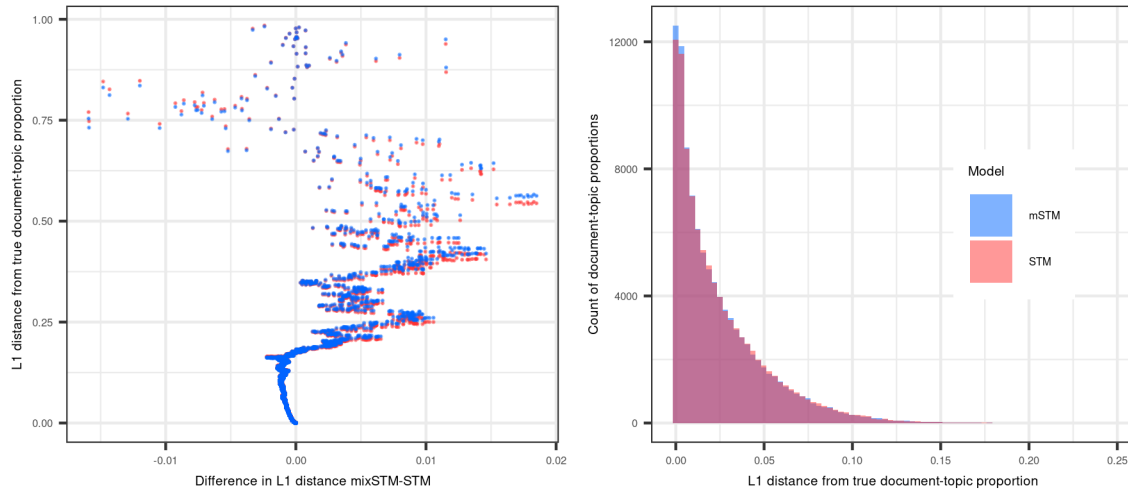 L1 distance from true document-topic proportion
1.00
0.75
0.50
0.25
0.00
-0.01
0.00
0.01
0.02
Difference in L1 distance mixSTM-STM
Count of document-topic proportions
12000
8000
4000
0
0.00
0.05
0.10
0.15
0.20
0.25
L1 distance from true document-topic proportion
Model
mSTM
STM